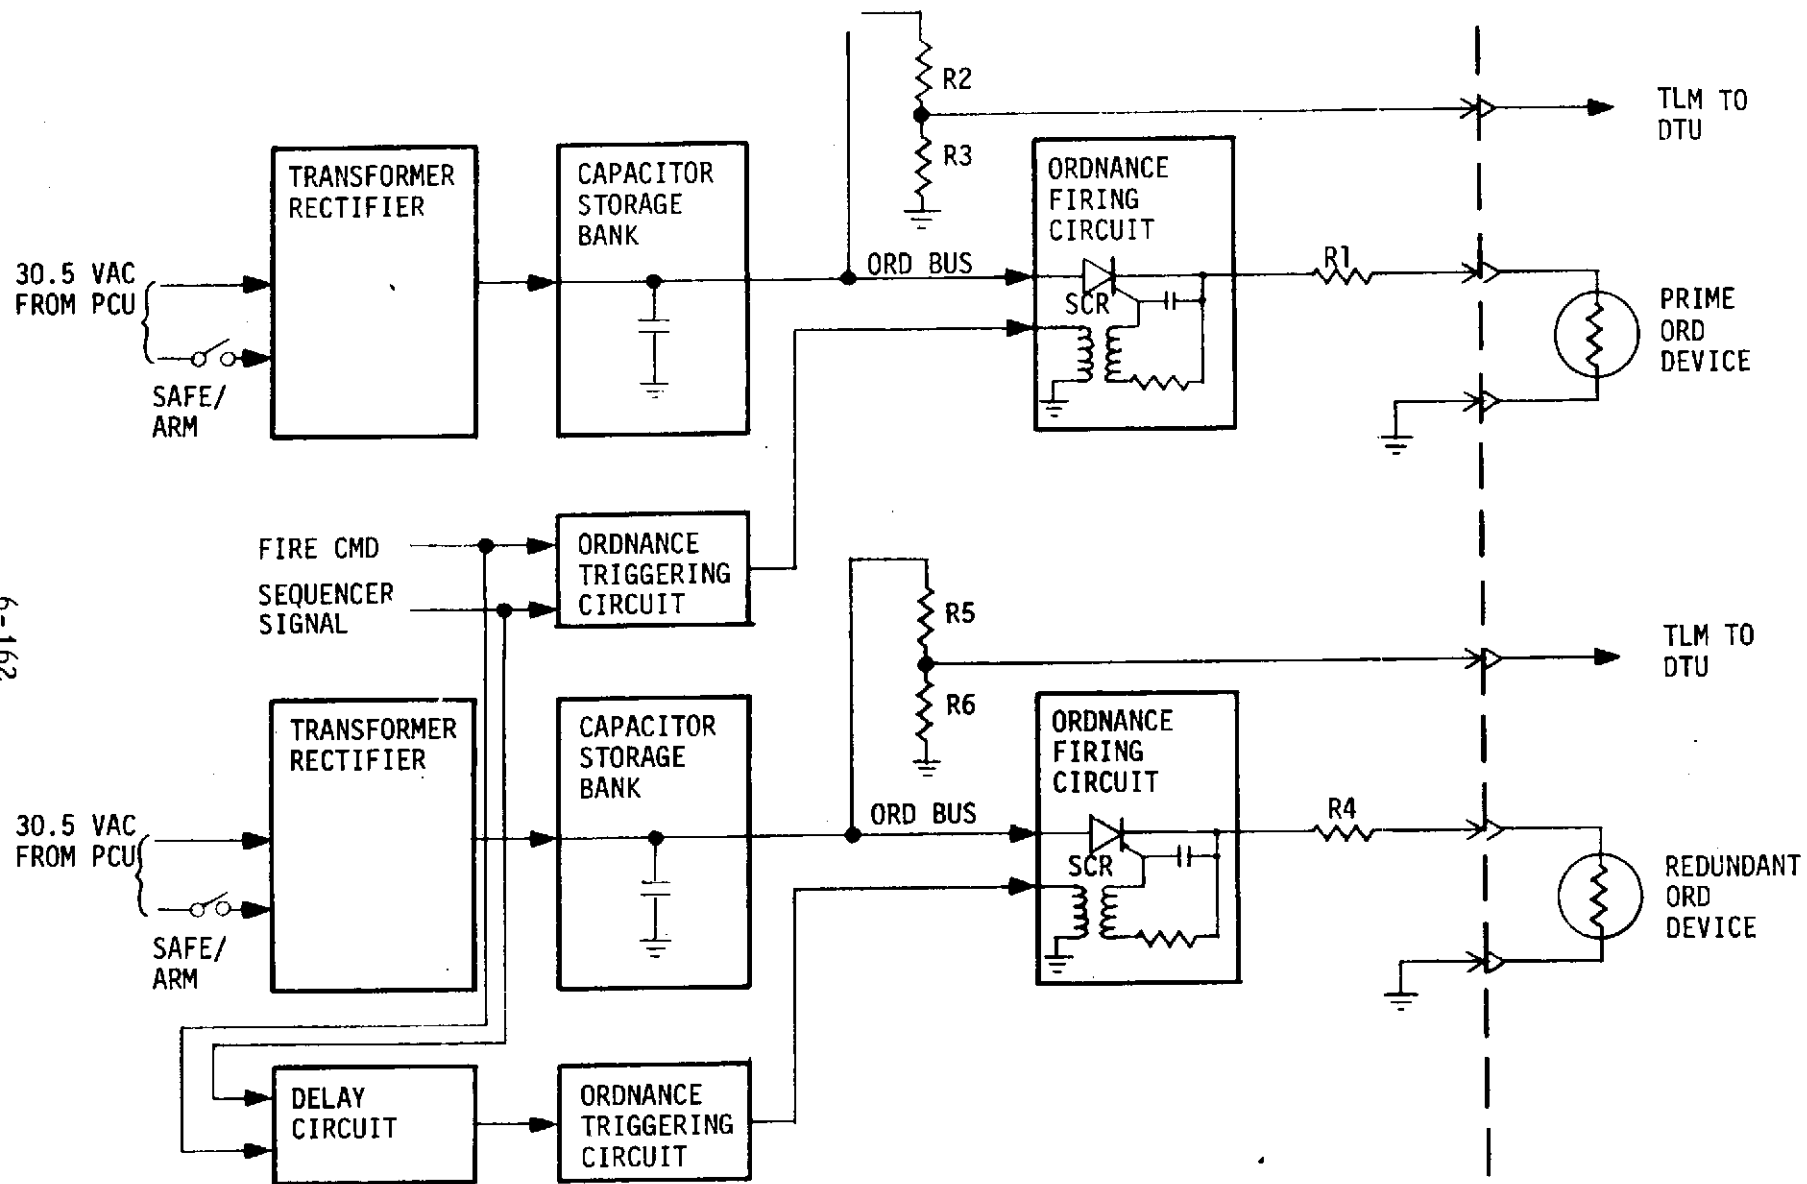 R2
TLM TO
DTU
R3
TRANSFORMER
RECTIFIER
CAPACITOR
STORAGE
BANK
ORDNANCE
FIRING
CIRCUIT
30.5 VAC
FROM PCU
ORD BUS
SCR
R1
PRIME
ORD
DEVICE
SAFE/
ARM
FIRE CMD
SEQUENCER
SIGNAL
ORDNANCE
TRIGGERING
CIRCUIT
R5
TLM TO
DTU
R6
6-162
TRANSFORMER
RECTIFIER
CAPACITOR
STORAGE
BANK
ORDNANCE
FIRING
CIRCUIT
30.5 VAC
FROM PCU
ORD BUS
SCR
R4
REDUNDANT
ORD
DEVICE
SAFE/
ARM
DELAY
CIRCUIT
ORDNANCE
TRIGGERING
CIRCUIT